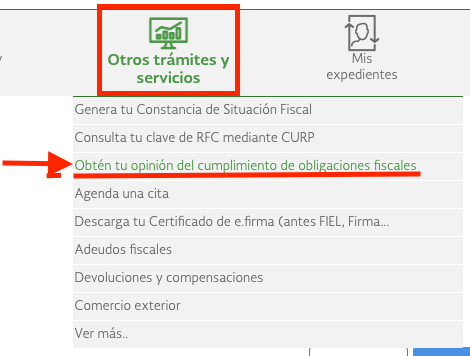 Otros trámites y
servicios
Mis
expedientes
Genera tu Constancia de Situación Fiscal
Consulta tu clave de RFC mediante CURP
Obtén tu opinión del cumplimiento de obligaciones fiscales
Agenda una cita
Descarga tu Certificado de e.firma (antes FIEL, Firma...
Adeudos fiscales
Devoluciones y compensaciones
Comercio exterior
Ver más..